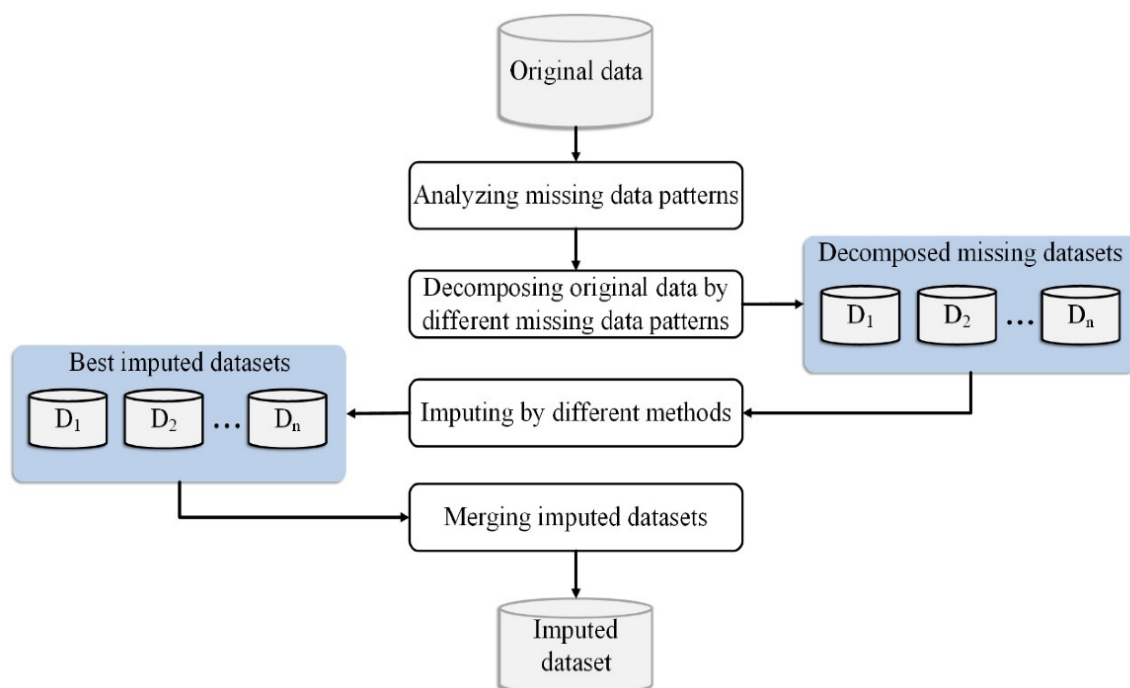 Original data
Analyzing missing data patterns
Decomposing original data by
different missing data patterns
Decomposed missing datasets
D₁ D₂ ... Dₙ
Best imputed datasets
D₁ D₂ ... Dₙ
Imputing by different methods
Merging imputed datasets
Imputed
dataset